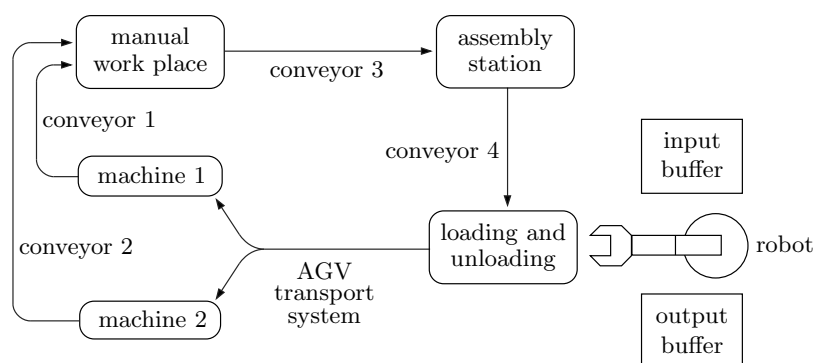 manual
work place
assembly
station
conveyor 3
conveyor 1
conveyor 4
input
buffer
machine 1
conveyor 2
loading and
unloading
robot
AGV
transport
system
machine 2
output
buffer